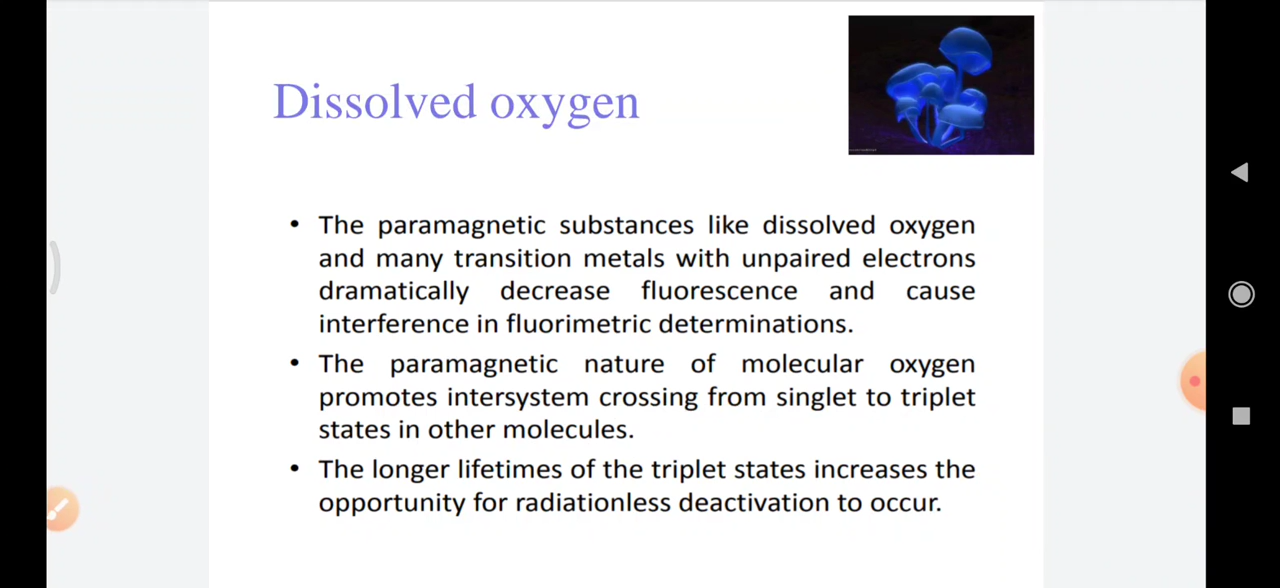 Dissolved oxygen
• The paramagnetic substances like dissolved oxygen
and many transition metals with unpaired electrons
dramatically decrease fluorescence and cause
interference in fluorimetric determinations.
• The paramagnetic nature of molecular oxygen
promotes intersystem crossing from singlet to triplet
states in other molecules.
• The longer lifetimes of the triplet states increases the
opportunity for radiationless deactivation to occur.